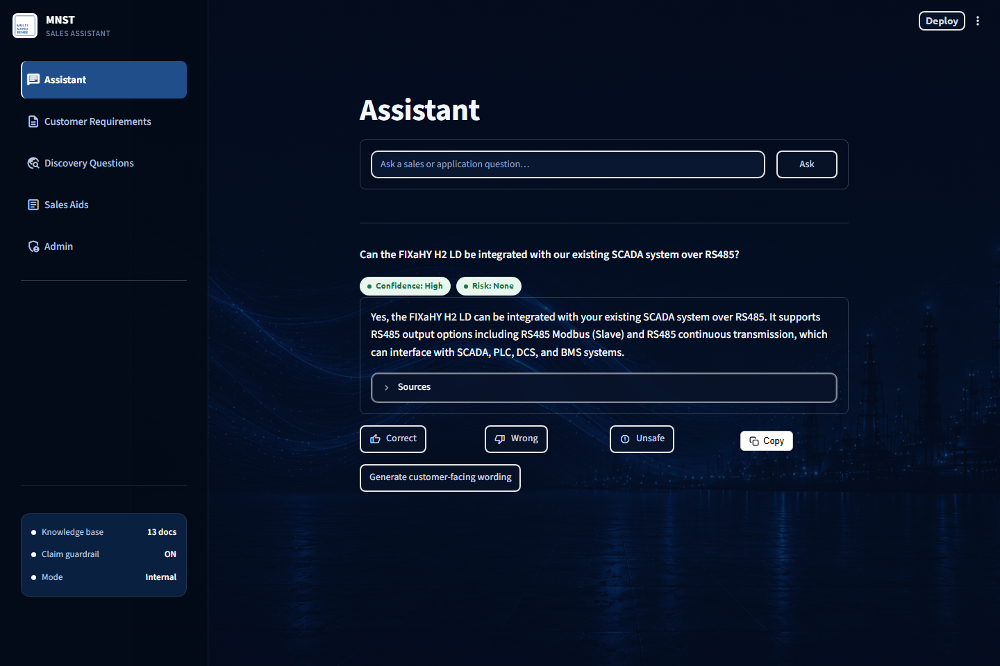 MULTI
NANO
SENSE
MNST
SALES ASSISTANT
Deploy
Assistant
Customer Requirements
Discovery Questions
Sales Aids
Admin
Knowledge base 13 docs
Claim guardrail ON
Mode Internal
Assistant
Ask a sales or application question...
Ask
Can the FIXaHY H2 LD be integrated with our existing SCADA system over RS485?
Confidence: High Risk: None
Yes, the FIXaHY H2 LD can be integrated with your existing SCADA system over RS485. It supports
RS485 output options including RS485 Modbus (Slave) and RS485 continuous transmission, which
can interface with SCADA, PLC, DCS, and BMS systems.
Sources
Correct Wrong Unsafe Copy
Generate customer-facing wording